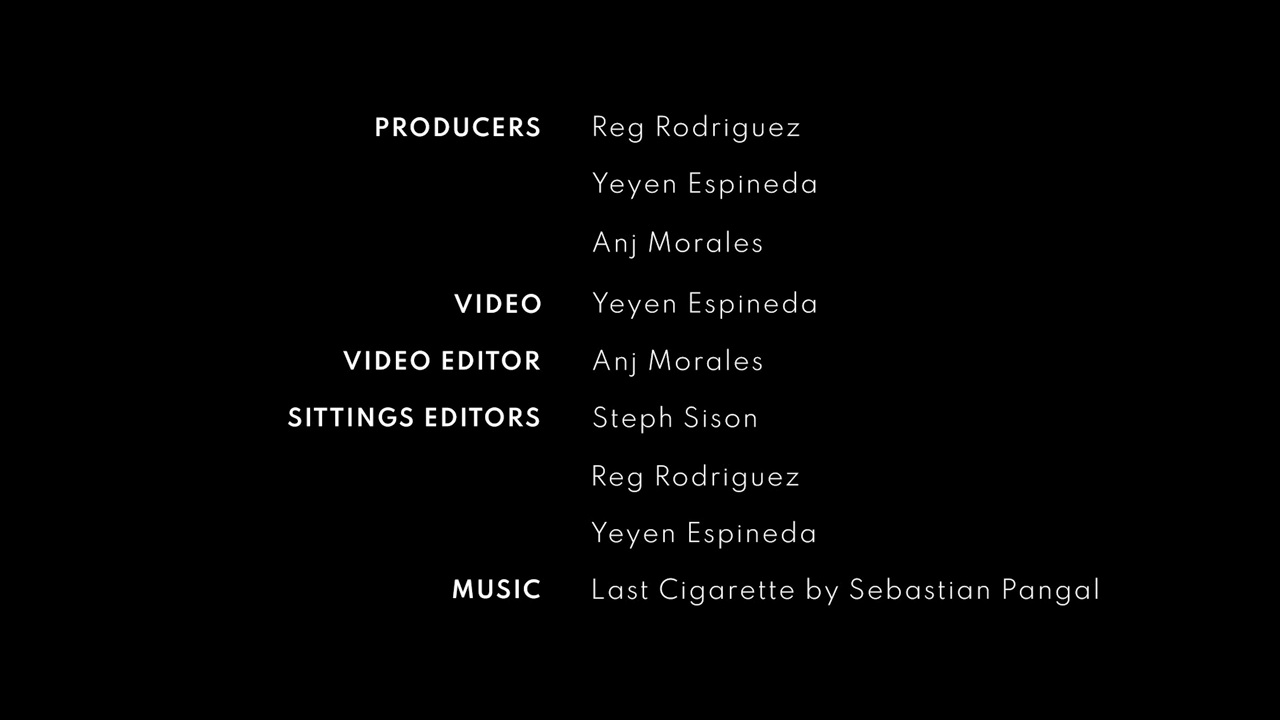 PRODUCERS Reg Rodriguez
Yeyen Espineda
Anj Morales
VIDEO Yeyen Espineda
VIDEO EDITOR Anj Morales
SITTINGS EDITORS Steph Sison
Reg Rodriguez
Yeyen Espineda
MUSIC Last Cigarette by Sebastian Pangal